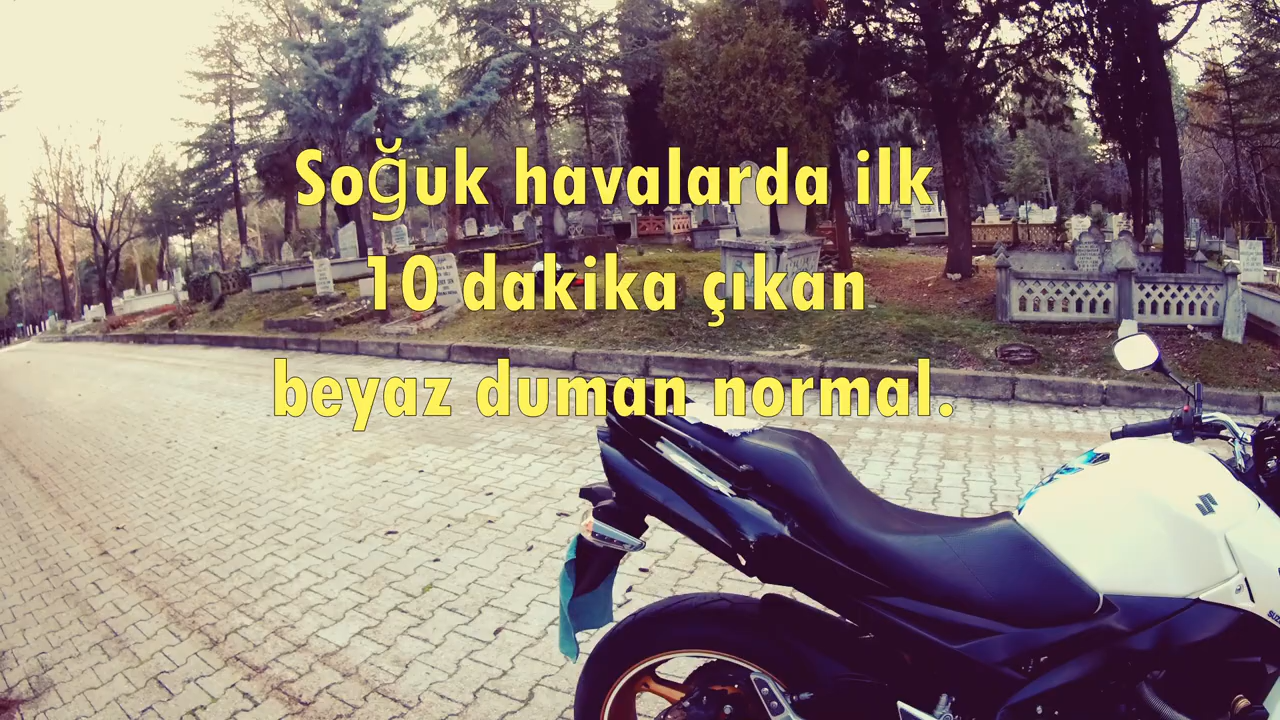 Soğuk havalarda ilk
10 dakika çıkan
beyaz duman normal.